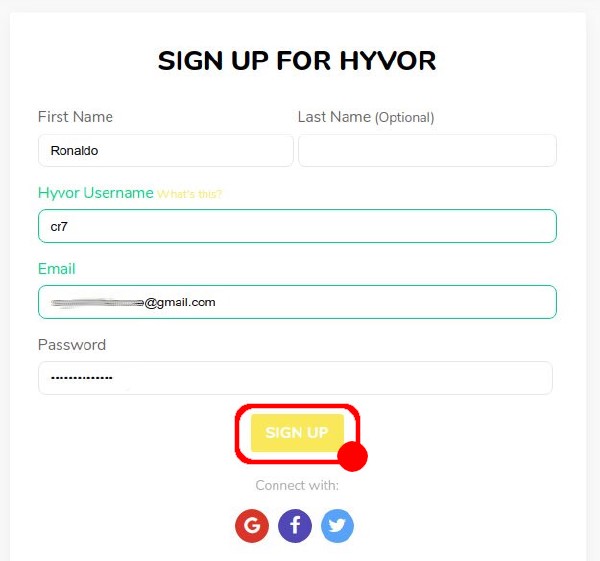 SIGN UP FOR HYVOR
First Name Last Name (Optional)
Ronaldo
Hyvor Username What's this?
cr7
Email
@gmail.com
Password
SIGN UP
Connect with:
G f